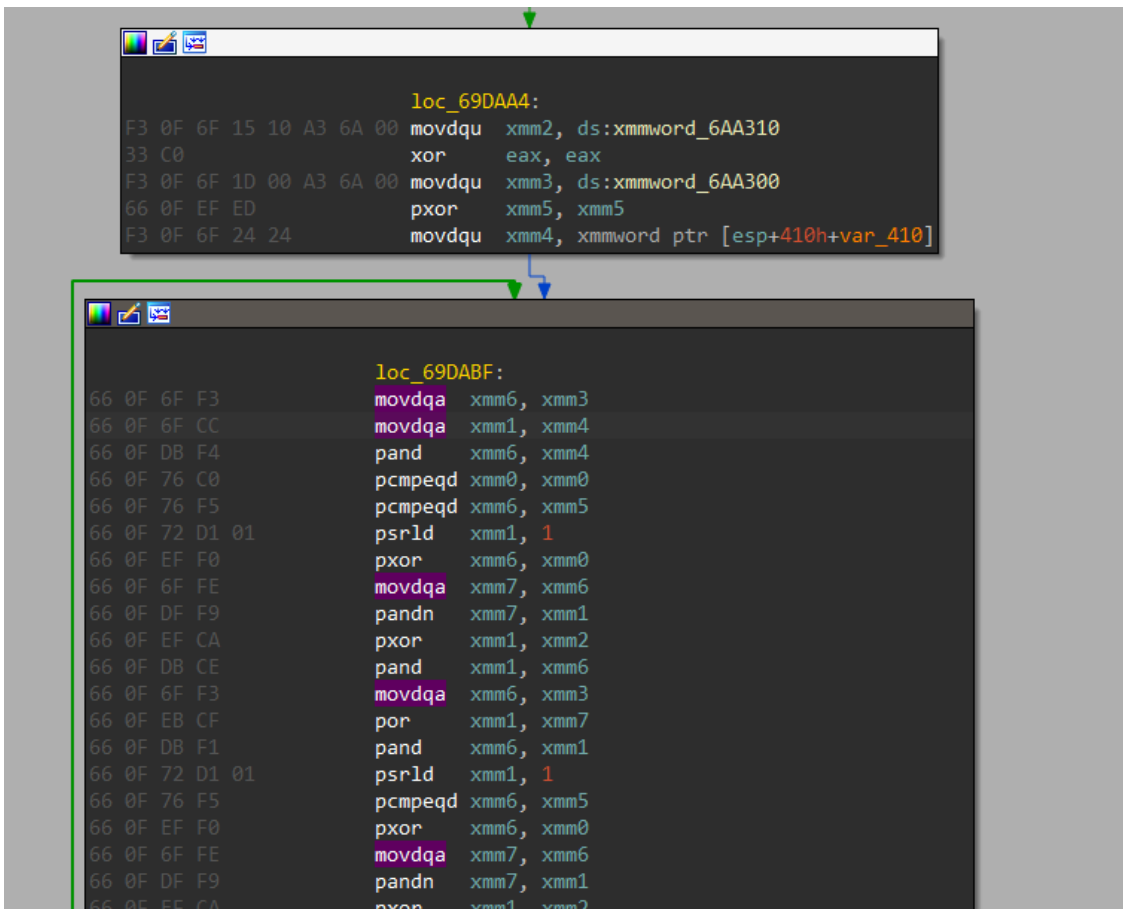 loc_69DAA4:
F3 0F 6F 15 10 A3 6A 00 movdqu xmm2, ds:xmmword_6AA310
33 C0 xor eax, eax
F3 0F 6F 1D 00 A3 6A 00 movdqu xmm3, ds:xmmword_6AA300
66 0F EF ED pxor xmm5, xmm5
F3 0F 6F 24 24 movdqu xmm4, xmmword ptr [esp+410h+var_410]
loc_69DABF:
66 0F 6F F3 movdqa xmm6, xmm3
66 0F 6F CC movdqa xmm1, xmm4
66 0F DB F4 pand xmm6, xmm4
66 0F 76 C0 pcmpeqd xmm0, xmm0
66 0F 76 F5 pcmpeqd xmm6, xmm5
66 0F 72 D1 01 psrld xmm1, 1
66 0F EF F0 pxor xmm6, xmm0
66 0F 6F FE movdqa xmm7, xmm6
66 0F DF F9 pandn xmm7, xmm1
66 0F EF CA pxor xmm1, xmm2
66 0F DB CE pand xmm1, xmm6
66 0F 6F F3 movdqa xmm6, xmm3
66 0F EB CF por xmm1, xmm7
66 0F DB F1 pand xmm6, xmm1
66 0F 72 D1 01 psrld xmm1, 1
66 0F 76 F5 pcmpeqd xmm6, xmm5
66 0F EF F0 pxor xmm6, xmm0
66 0F 6F FE movdqa xmm7, xmm6
66 0F DF F9 pandn xmm7, xmm1
66 0F EF CA pxor xmm1, xmm2